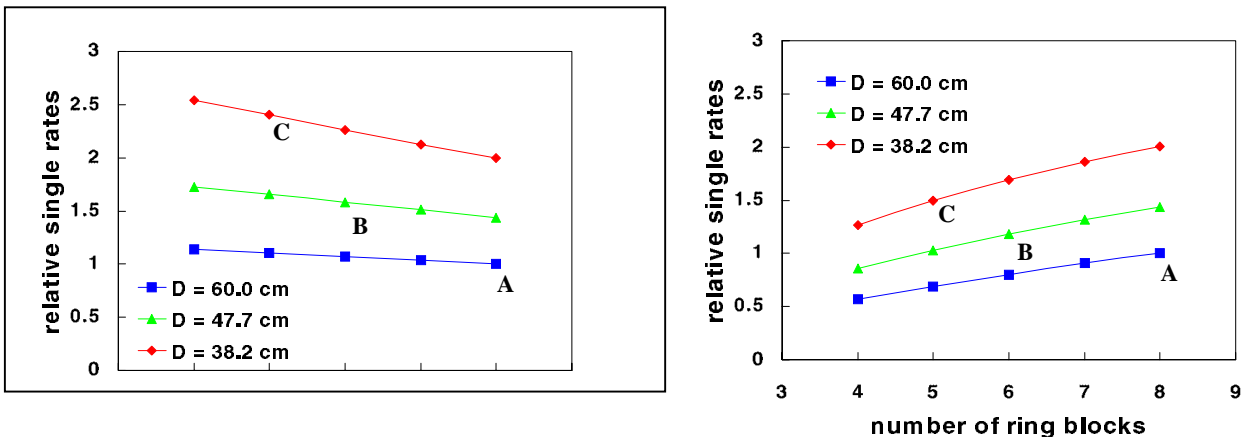 relative single rates
3
2.5
2
1.5
1
0.5
0
C
B
A
D = 60.0 cm
D = 47.7 cm
D = 38.2 cm
relative single rates
3
2.5
2
1.5
1
0.5
0
D = 60.0 cm
D = 47.7 cm
D = 38.2 cm
C
B
A
3 4 5 6 7 8 9
number of ring blocks